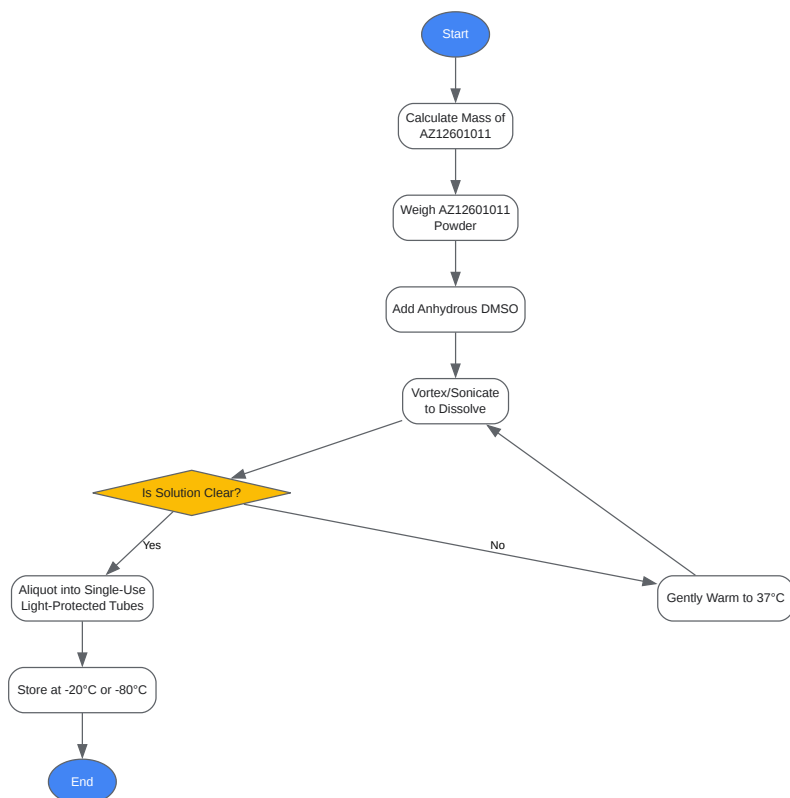 Start
Calculate Mass of
AZ12601011
Weigh AZ12601011
Powder
Add Anhydrous DMSO
Vortex/Sonicate
to Dissolve
Is Solution Clear?
Yes
No
Aliquot into Single-Use
Light-Protected Tubes
Gently Warm to 37°C
Store at -20°C or -80°C
End